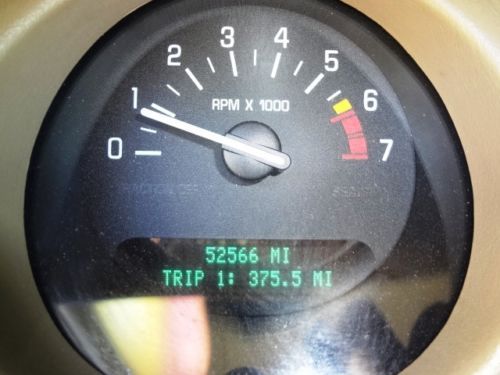 0 1 2 3 4 5 6 7
RPM X 1000
52566 MI
TRIP 1: 375.5 MI